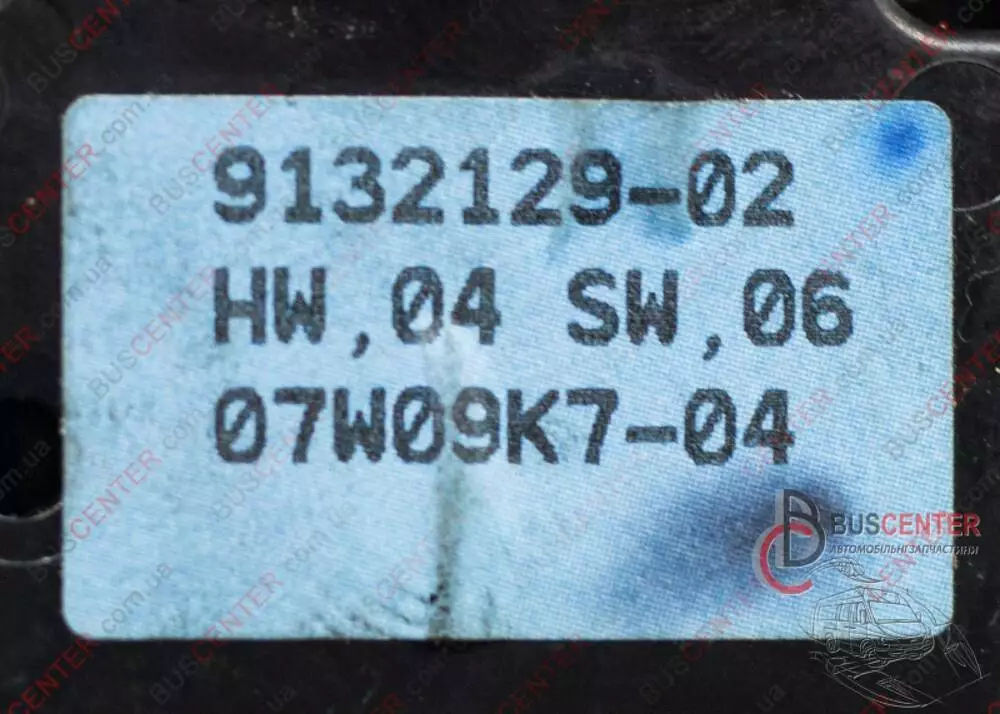 9132129-02
HW,04 SW,06
07W09K7-04
BUSCENTER
АВТОМОБІЛЬНІ ЗАПЧАСТИНИ